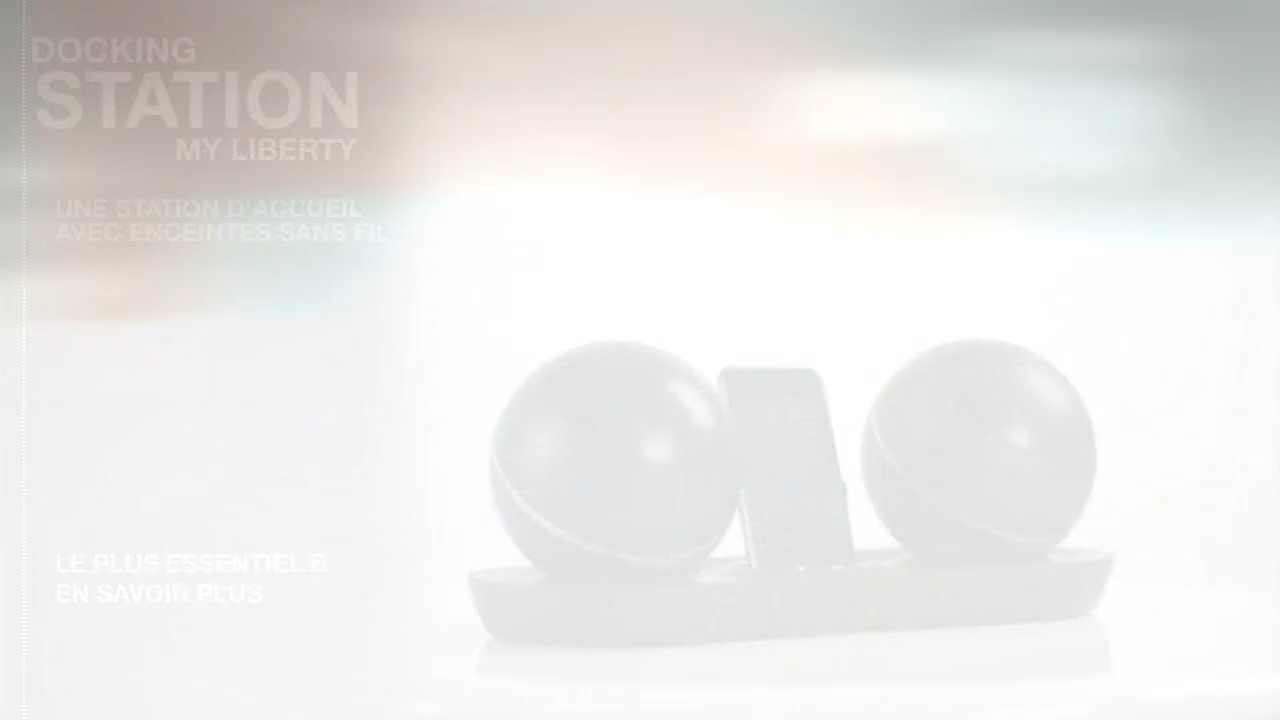 DOCKING
STATION
MY LIBERTY
UNE STATION D'ACCUEIL
AVEC ENCEINTES SANS FIL
LE PLUS ESSENTIEL B
EN SAVOIR PLUS